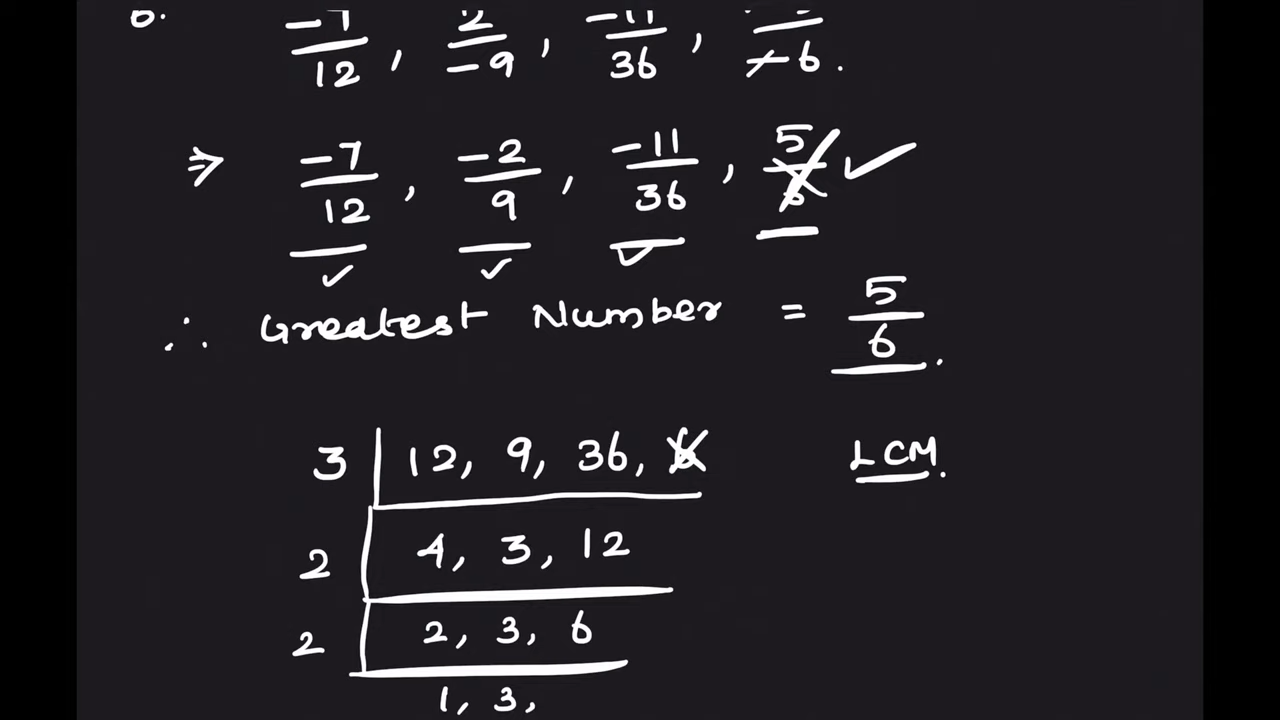 6.
-7/12, 2/-9, -11/36, /-6.
⇒ -7/12, -2/9, -11/36, 5/6 ✓
✓ ✓ ✓
∴ Greatest Number = 5/6.
3 | 12, 9, 36, 6 LCM.
2 | 4, 3, 12
2 | 2, 3, 6
1, 3,